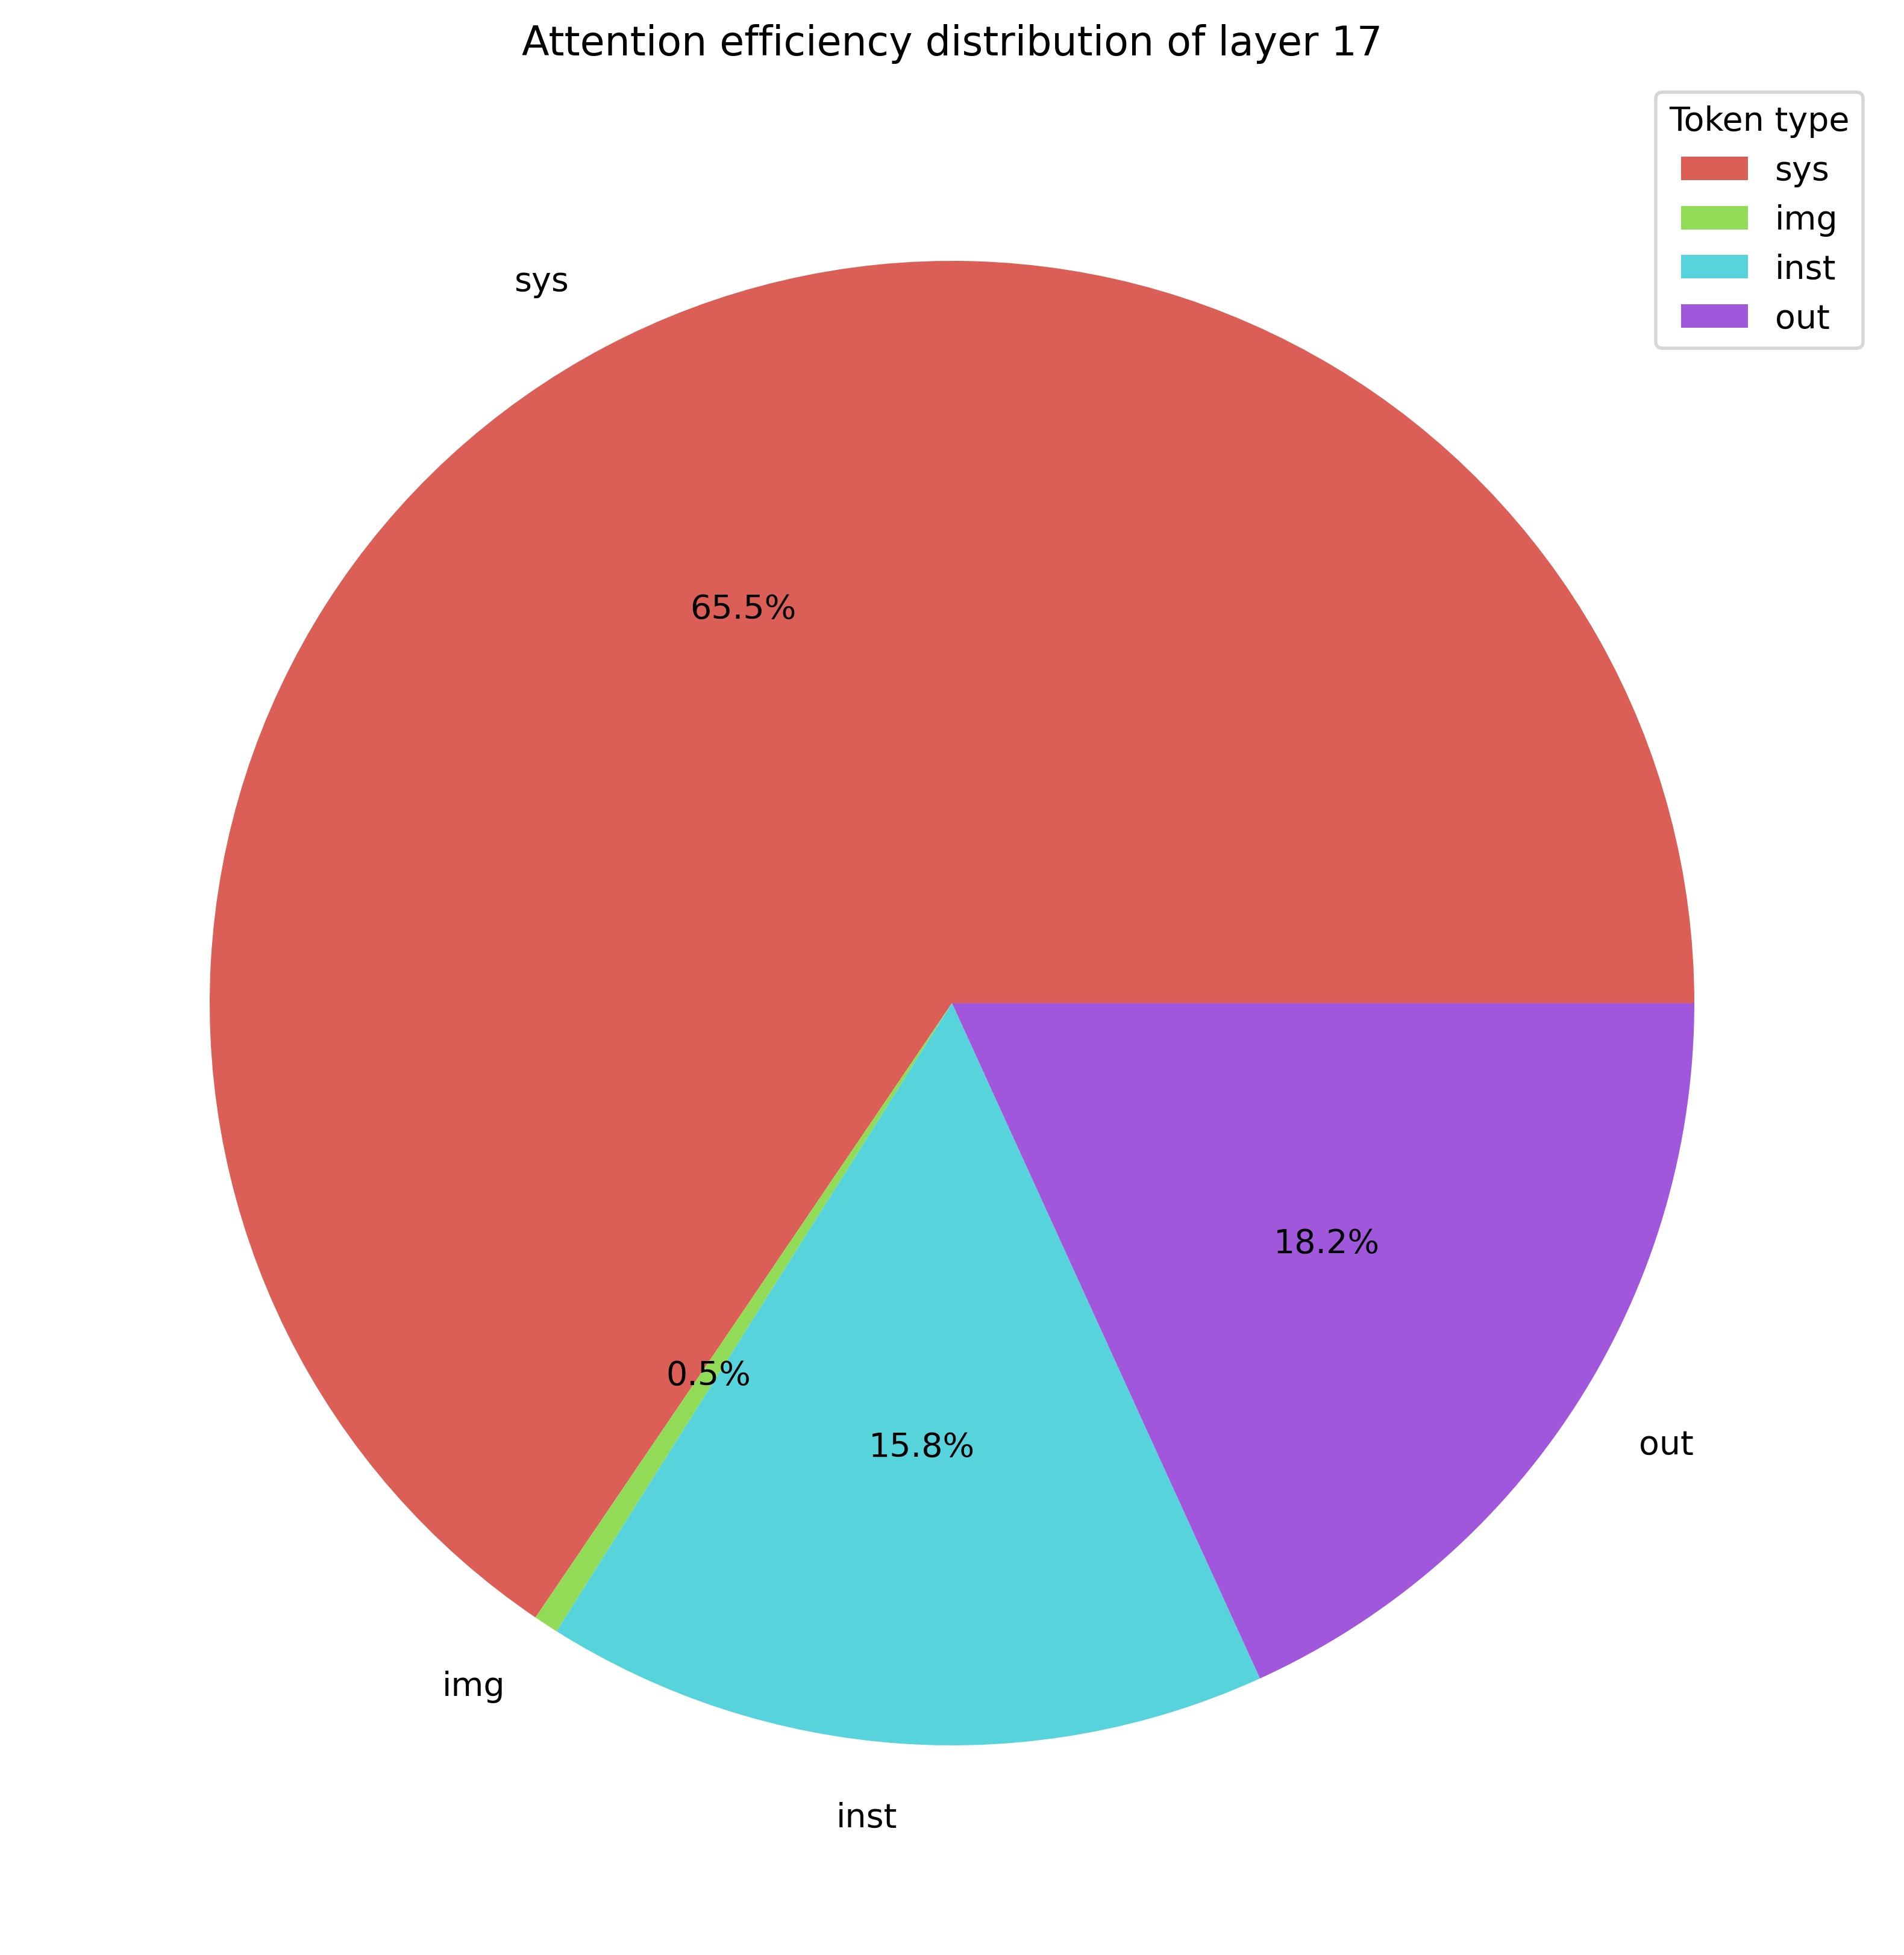 Attention efficiency distribution of layer 17
Token type
sys
img
inst
out
sys
65.5%
18.2%
0.5%
15.8%
out
img
inst